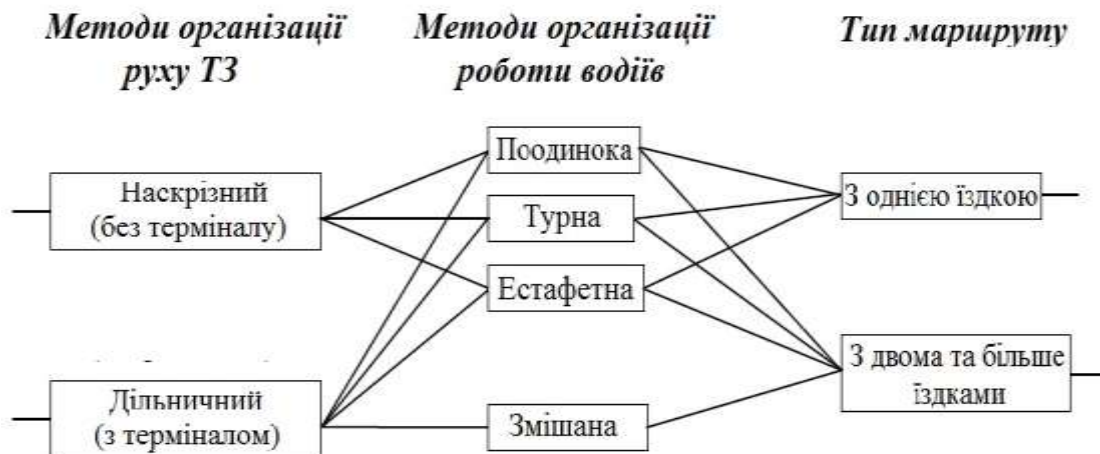 Методи організації
руху ТЗ
Методи організації
роботи водіїв
Тип маршруту
Поодинока
Наскрізний
(без терміналу)
Турна
З однією їздкою
Естафетна
З двома та більше
їздками
Дільничний
(з терміналом)
Змішана